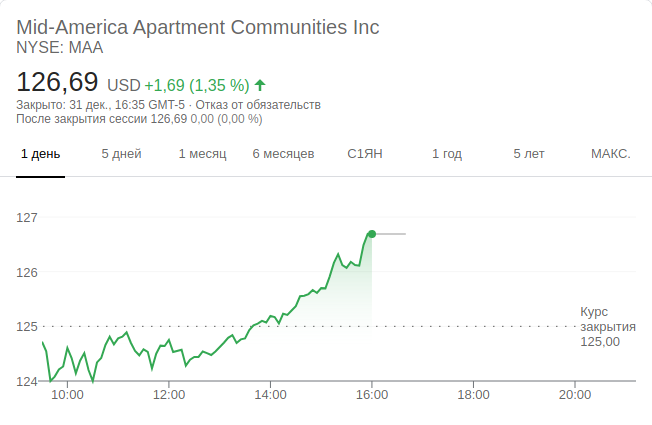 Mid-America Apartment Communities Inc
NYSE: MAA
126,69 USD +1,69 (1,35 %)
Закрыто: 31 дек., 16:35 GMT-5 · Отказ от обязательств
После закрытия сессии 126,69 0,00 (0,00 %)
1 день 5 дней 1 месяц 6 месяцев С1ЯН 1 год 5 лет МАКС.
127
126
125
124
Курс
закрытия
125,00
10:00 12:00 14:00 16:00 18:00 20:00